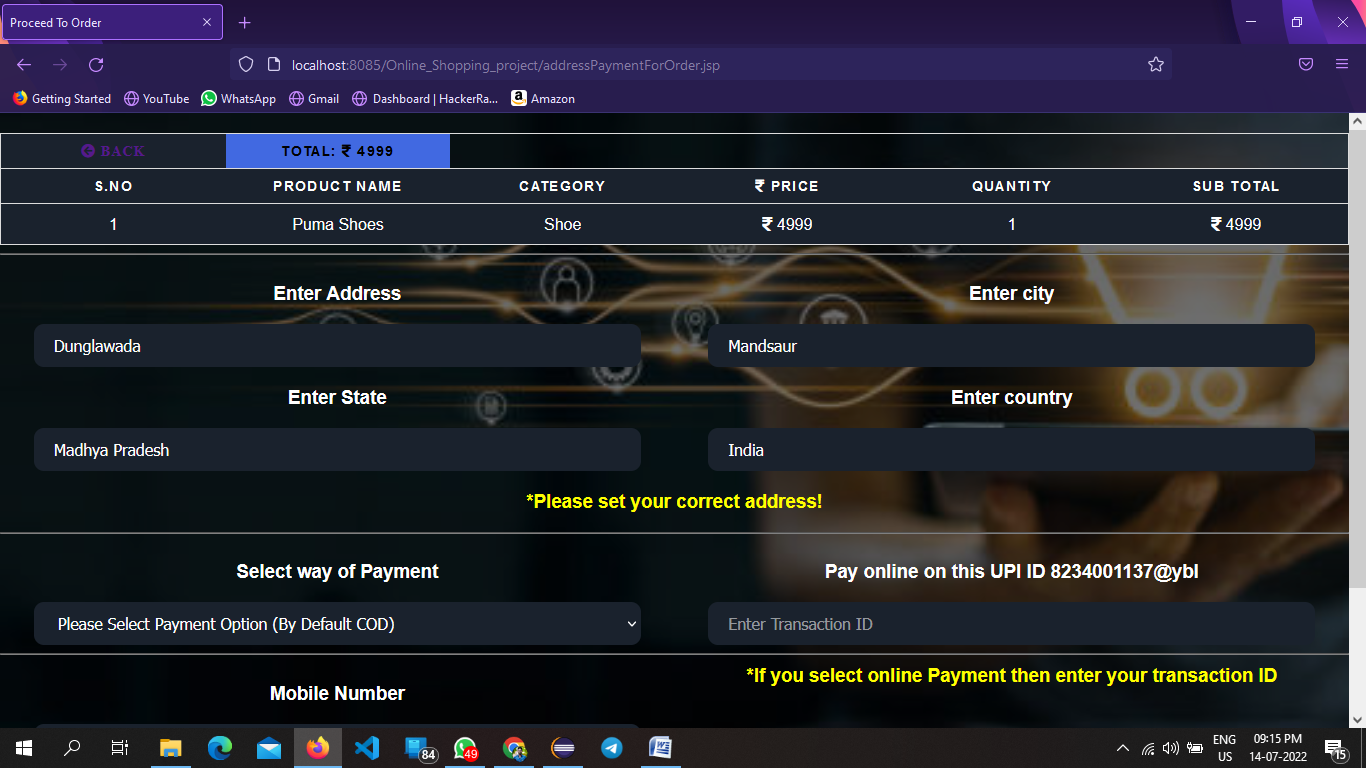 Proceed To Order
localhost:8085/Online_Shopping_project/addressPaymentForOrder.jsp
Getting Started YouTube WhatsApp Gmail Dashboard | HackerRa... Amazon
BACK TOTAL: ₹ 4999
S.NO PRODUCT NAME CATEGORY ₹ PRICE QUANTITY SUB TOTAL
1 Puma Shoes Shoe ₹ 4999 1 ₹ 4999
Enter Address Enter city
Dunglawada Mandsaur
Enter State Enter country
Madhya Pradesh India
*Please set your correct address!
Select way of Payment Pay online on this UPI ID 8234001137@ybl
Please Select Payment Option (By Default COD) Enter Transaction ID
*If you select online Payment then enter your transaction ID
Mobile Number
84 49 ENG 09:15 PM
US 14-07-2022 15